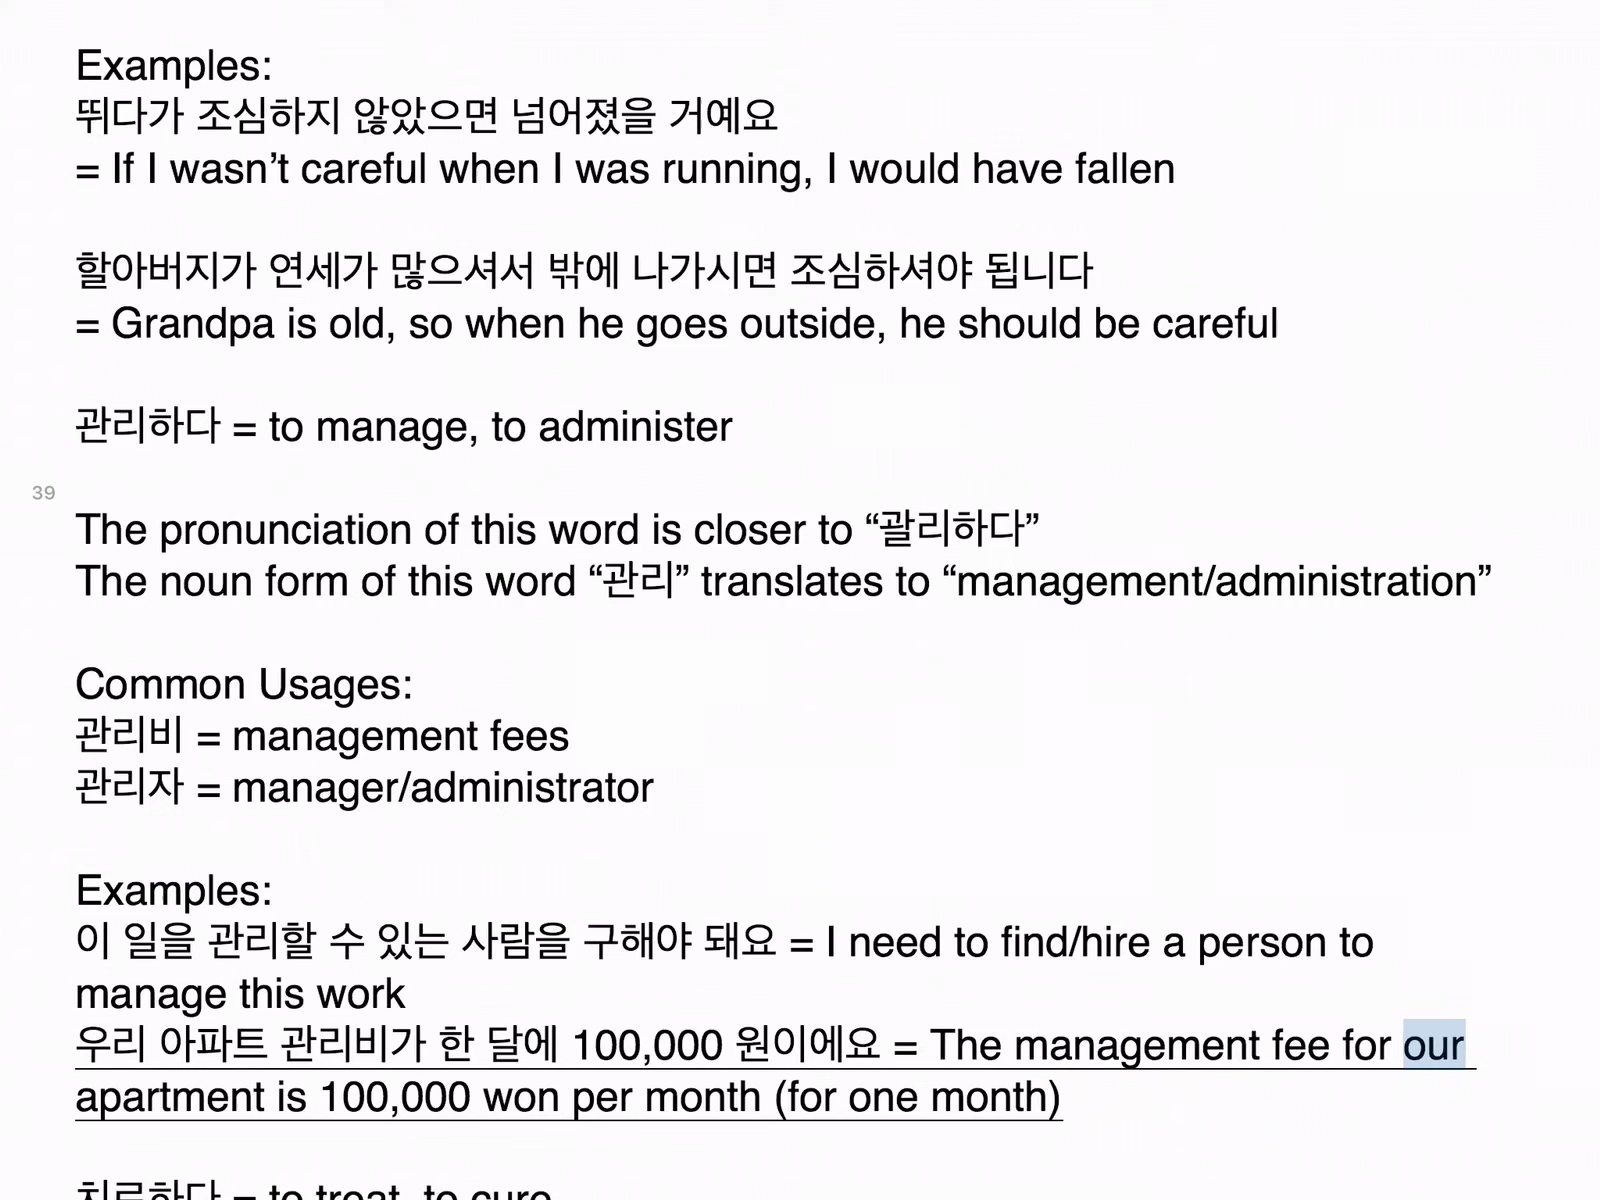 Examples:
뛰다가 조심하지 않았으면 넘어졌을 거예요
= If I wasn’t careful when I was running, I would have fallen
할아버지가 연세가 많으셔서 밖에 나가시면 조심하셔야 됩니다
= Grandpa is old, so when he goes outside, he should be careful
관리하다 = to manage, to administer
39
The pronunciation of this word is closer to “괄리하다”
The noun form of this word “관리” translates to “management/administration”
Common Usages:
관리비 = management fees
관리자 = manager/administrator
Examples:
이 일을 관리할 수 있는 사람을 구해야 돼요 = I need to find/hire a person to
manage this work
우리 아파트 관리비가 한 달에 100,000 원이에요 = The management fee for our
apartment is 100,000 won per month (for one month)
치료하다 = to treat, to cure